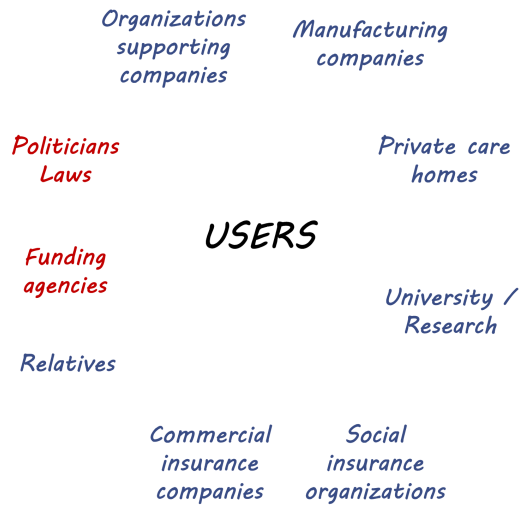 Organizations
supporting
companies
Manufacturing
companies
Politicians
Laws
Private care
homes
USERS
Funding
agencies
University /
Research
Relatives
Commercial
insurance
companies
Social
insurance
organizations